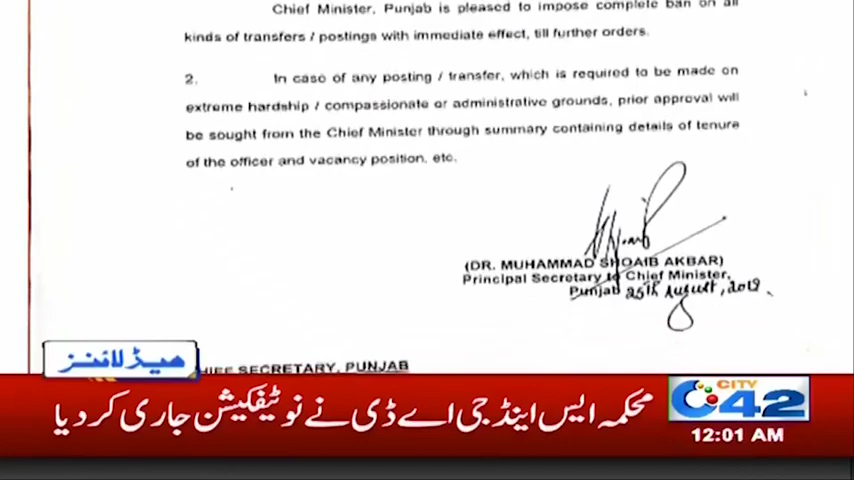 Chief Minister, Punjab is pleased to impose complete ban on all
kinds of transfers / postings with immediate effect, till further orders.
2. In case of any posting / transfer, which is required to be made on
extreme hardship / compassionate or administrative grounds, prior approval will
be sought from the Chief Minister through summary containing details of tenure
of the officer and vacancy position, etc.
(DR. MUHAMMAD SHOAIB AKBAR)
Principal Secretary to Chief Minister,
Punjab 25th August, 2018.
HIEF SECRETARY, PUNJAB
ہیڈلائنز
محکمہ ایس اینڈ جی اے ڈی نے نوٹیفکیشن جاری کر دیا
CITY
42
12:01 AM